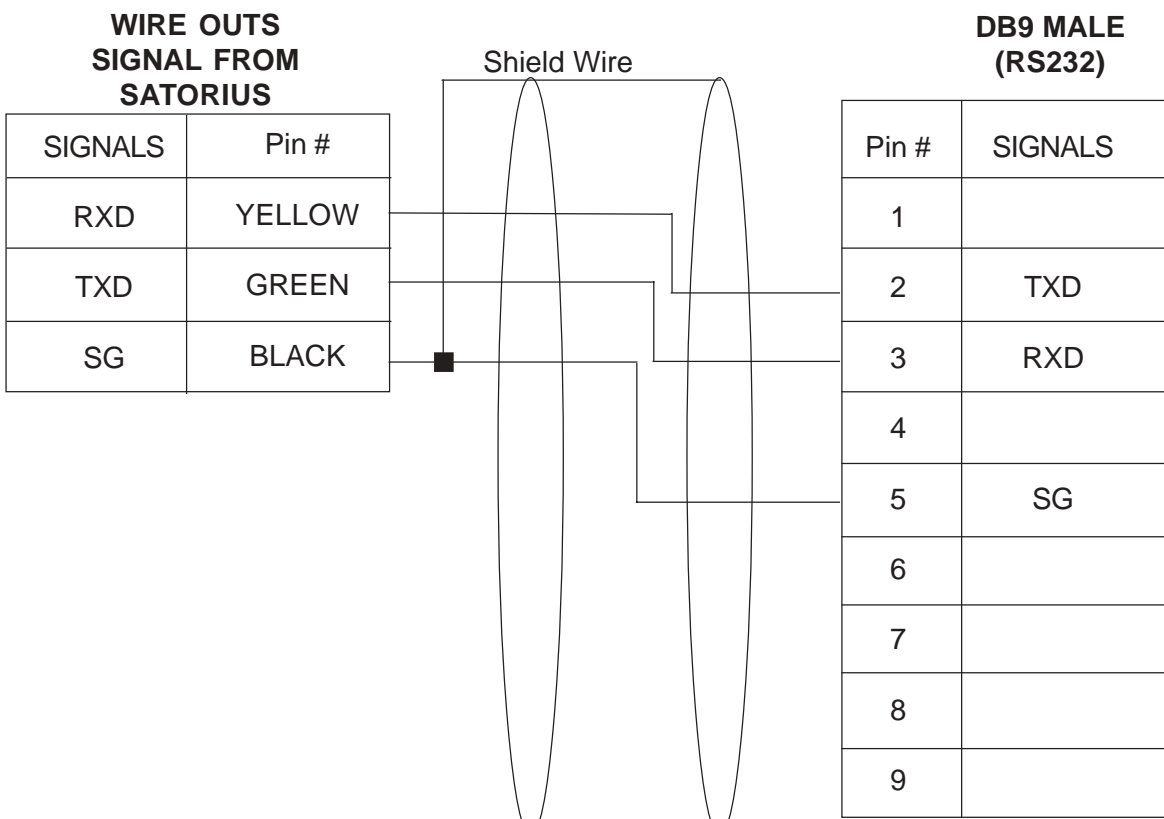 WIRE OUTS
SIGNAL FROM
SATORIUS
Shield Wire
DB9 MALE
(RS232)
SIGNALS Pin #
RXD YELLOW
TXD GREEN
SG BLACK
Pin # SIGNALS
1
2 TXD
3 RXD
4
5 SG
6
7
8
9